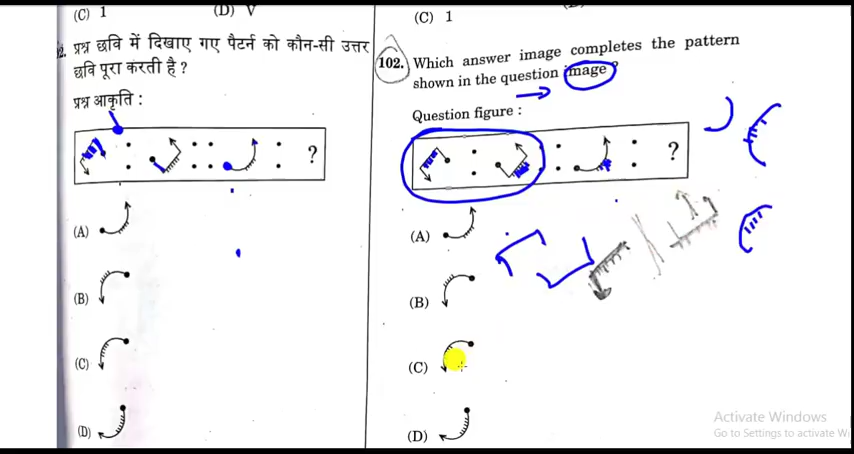 (C) 1
(D) V
2. प्रश्न छवि में दिखाए गए पैटर्न को कौन-सी उत्तर
छवि पूरा करती है ?
प्रश्न आकृति :
: :: : ?
(A)
(B)
(C)
(D)
(C) 1
102. Which answer image completes the pattern
shown in the question image ?
Question figure :
: :: : ?
(A)
(B)
(C)
(D)
Activate Windows
Go to Settings to activate Wi